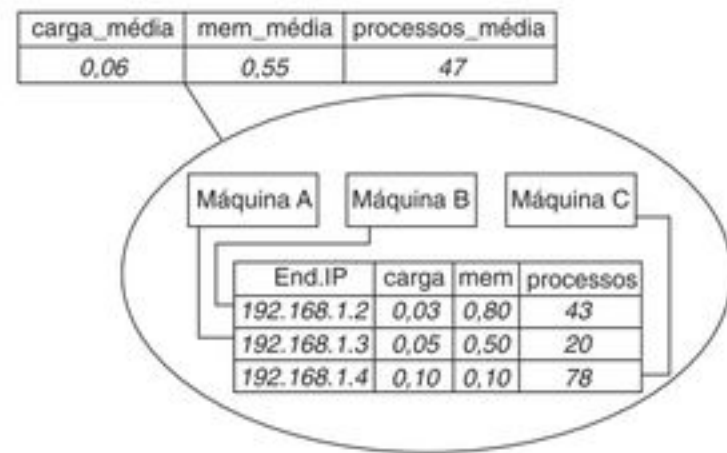 carga_média mem_média processos_média
0,06 0,55 47
Máquina A Máquina B Máquina C
End.IP carga mem processos
192.168.1.2 0,03 0,80 43
192.168.1.3 0,05 0,50 20
192.168.1.4 0,10 0,10 78